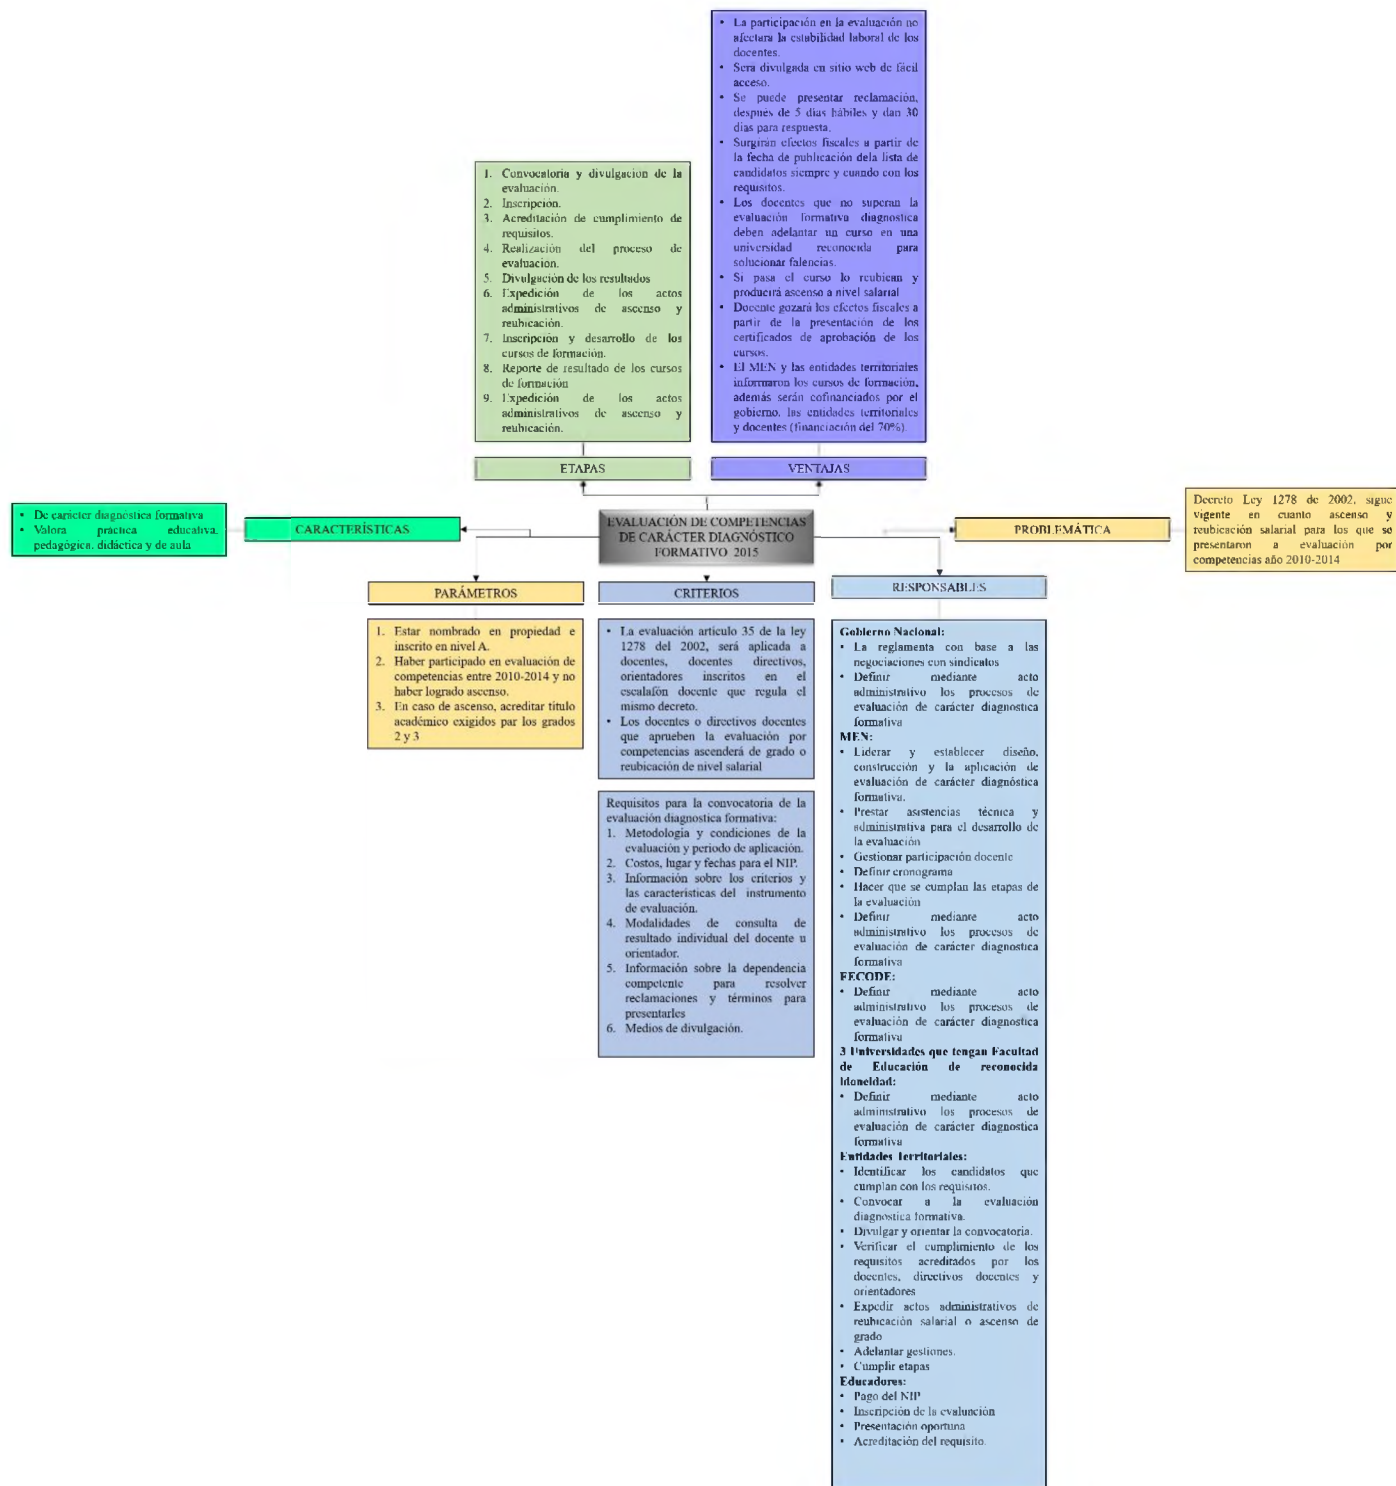 • La participación en la evaluación no
afectara la estabilidad laboral de los
docentes.
• Será divulgada en sitio web de fácil
acceso.
• Se puede presentar reclamación,
después de 5 días hábiles y dan 30
días para respuesta.
• Surgirán efectos fiscales a partir de
la fecha de publicación dela lista de
candidatos siempre y cuando con los
requisitos.
• Los docentes que no superan la
evaluación formativa diagnostica
deben adelantar un curso en una
universidad reconocida para
solucionar falencias.
• Si pasa el curso lo reubican y
producirá ascenso a nivel salarial
• Docente gozará los efectos fiscales a
partir de la presentación de los
certificados de aprobación de los
cursos.
• El MEN y las entidades territoriales
informaron los cursos de formación,
además serán cofinanciados por el
gobierno, las entidades territoriales
y docentes (financiación del 70%).
VENTAJAS
1. Convocatoria y divulgacion de la
evaluación.
2. Inscripción.
3. Acreditación de cumplimiento de
requisitos.
4. Realización del proceso de
evaluacion.
5. Divulgación de los resultados
6. Expedición de los actos
administrativos de ascenso y
reubicación.
7. Inscripción y desarrollo de los
cursos de formación.
8. Reporte de resultado de los cursos
de formación
9. Expedición de los actos
administrativos de ascenso y
reubicación.
ETAPAS
• De carácter diagnóstica formativa
• Valora práctica educativa,
pedagógica, didáctica y de aula
CARACTERÍSTICAS
EVALUACIÓN DE COMPETENCIAS
DE CARÁCTER DIAGNÓSTICO
FORMATIVO 2015
PROBLEMÁTICA
Decreto Ley 1278 de 2002, sigue
vigente en cuanto ascenso y
reubicación salarial para los que se
presentaron a evaluación por
competencias año 2010-2014
PARÁMETROS
1. Estar nombrado en propiedad e
inscrito en nivel A.
2. Haber participado en evaluación de
competencias entre 2010-2014 y no
haber logrado ascenso.
3. En caso de ascenso, acreditar titulo
académico exigidos par los grados
2 y 3
CRITERIOS
• La evaluación artículo 35 de la ley
1278 del 2002, será aplicada a
docentes, docentes directivos,
orientadores inscritos en el
escalafón docente que regula el
mismo decreto.
• Los docentes o directivos docentes
que aprueben la evaluación por
competencias ascenderá de grado o
reubicación de nivel salarial
Requisitos para la convocatoria de la
evaluación diagnostica formativa:
1. Metodología y condiciones de la
evaluación y periodo de aplicación.
2. Costos, lugar y fechas para el NIP.
3. Información sobre los criterios y
las características del instrumento
de evaluación.
4. Modalidades de consulta de
resultado individual del docente u
orientador.
5. Información sobre la dependencia
competente para resolver
reclamaciones y términos para
presentarles
6. Medios de divulgación.
RESPONSABLES
Gobierno Nacional:
• La reglamenta con base a las
negociaciones con sindicatos
• Definir mediante acto
administrativo los procesos de
evaluación de carácter diagnostica
formativa
MEN:
• Liderar y establecer diseño,
construcción y la aplicación de
evaluación de carácter diagnóstica
formativa.
• Prestar asistencias técnica y
administrativa para el desarrollo de
la evaluación
• Gestionar participación docente
• Definir cronograma
• Hacer que se cumplan las etapas de
la evaluación
• Definir mediante acto
administrativo los procesos de
evaluación de carácter diagnostica
formativa
FECODE:
• Definir mediante acto
administrativo los procesos de
evaluación de carácter diagnostica
formativa
3 Universidades que tengan Facultad
de Educación de reconocida
Idoneidad:
• Definir mediante acto
administrativo los procesos de
evaluación de carácter diagnostica
formativa
Entidades Territoriales:
• Identificar los candidatos que
cumplan con los requisitos.
• Convocar a la evaluación
diagnostica formativa.
• Divulgar y orientar la convocatoria.
• Verificar el cumplimiento de los
requisitos acreditados por los
docentes, directivos docentes y
orientadores
• Expedir actos administrativos de
reubicación salarial o ascenso de
grado
• Adelantar gestiones.
• Cumplir etapas
Educadores:
• Pago del NIP
• Inscripción de la evaluación
• Presentación oportuna
• Acreditación del requisito.